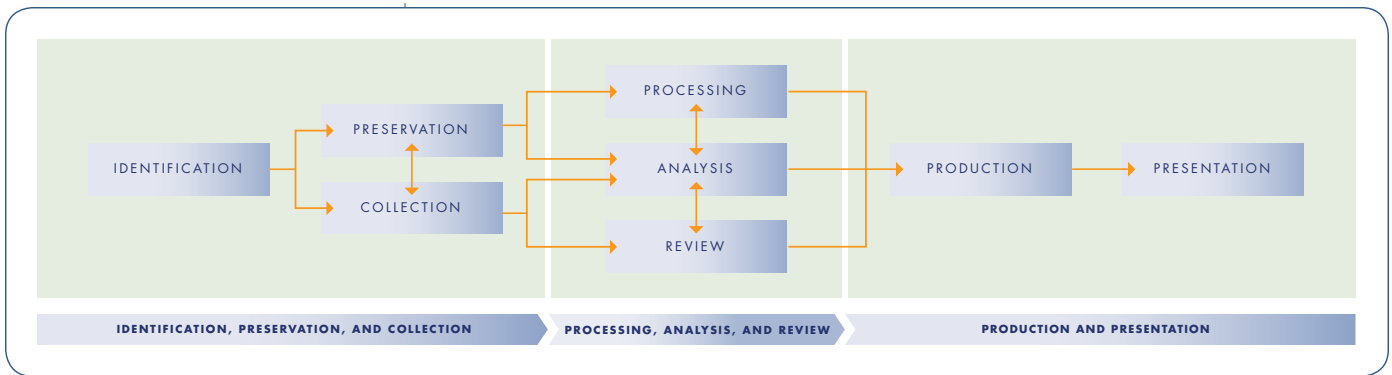 IDENTIFICATION
PRESERVATION
COLLECTION
PROCESSING
ANALYSIS
REVIEW
PRODUCTION
PRESENTATION
IDENTIFICATION, PRESERVATION, AND COLLECTION
PROCESSING, ANALYSIS, AND REVIEW
PRODUCTION AND PRESENTATION